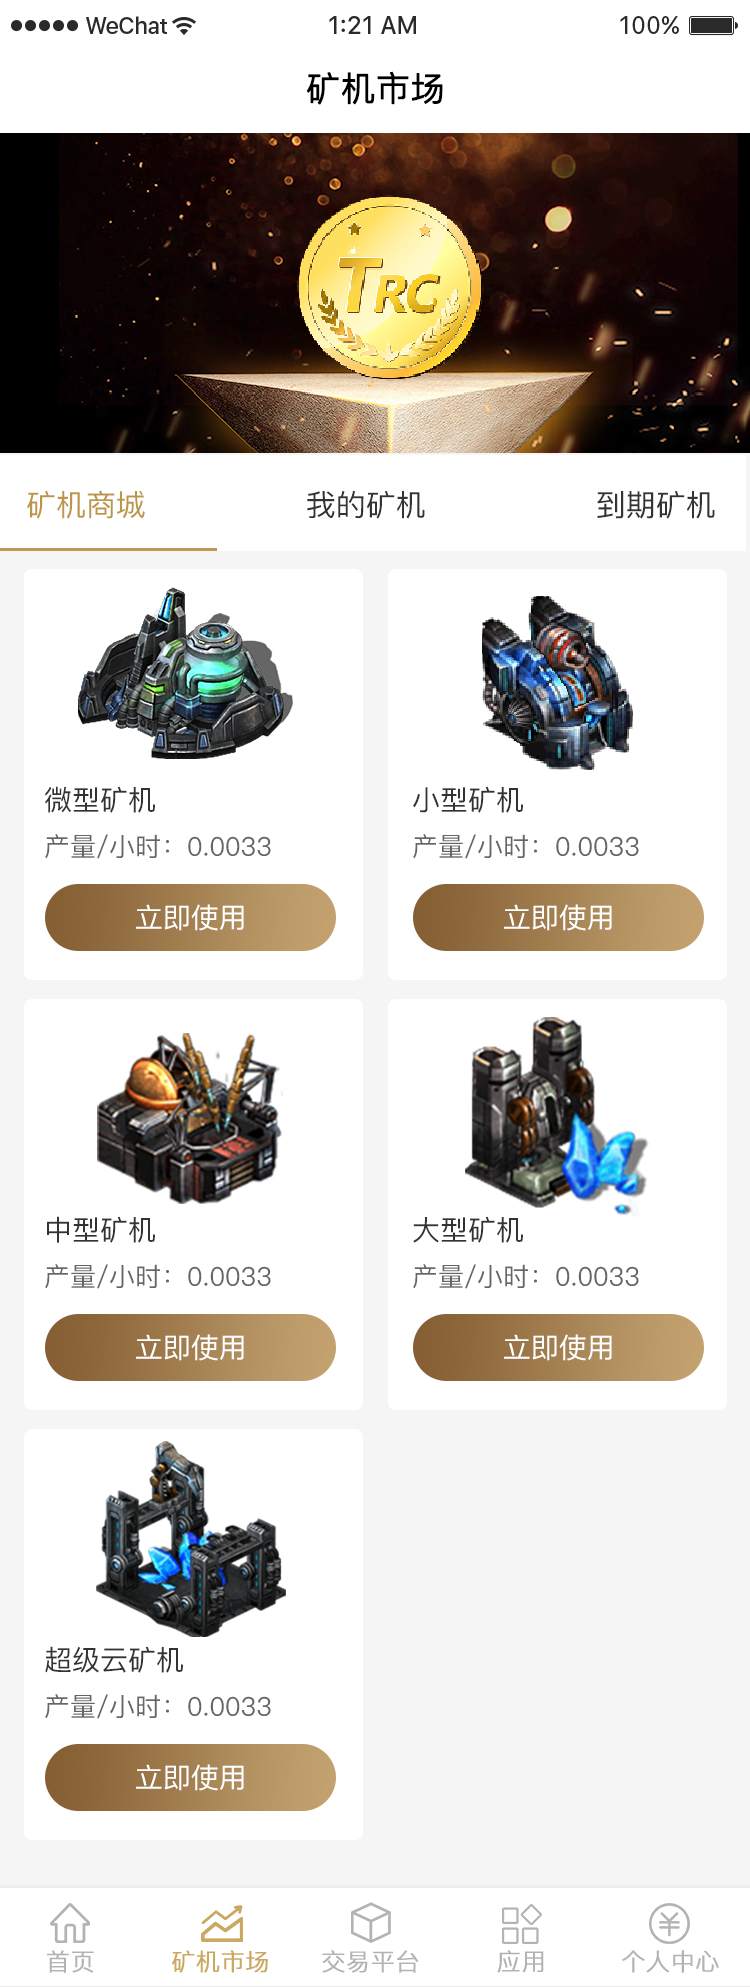 WeChat 1:21 AM 100%
矿机市场
TRC
矿机商城 我的矿机 到期矿机
微型矿机
产量/小时：0.0033
立即使用
小型矿机
产量/小时：0.0033
立即使用
中型矿机
产量/小时：0.0033
立即使用
大型矿机
产量/小时：0.0033
立即使用
超级云矿机
产量/小时：0.0033
立即使用
首页 矿机市场 交易平台 应用 个人中心